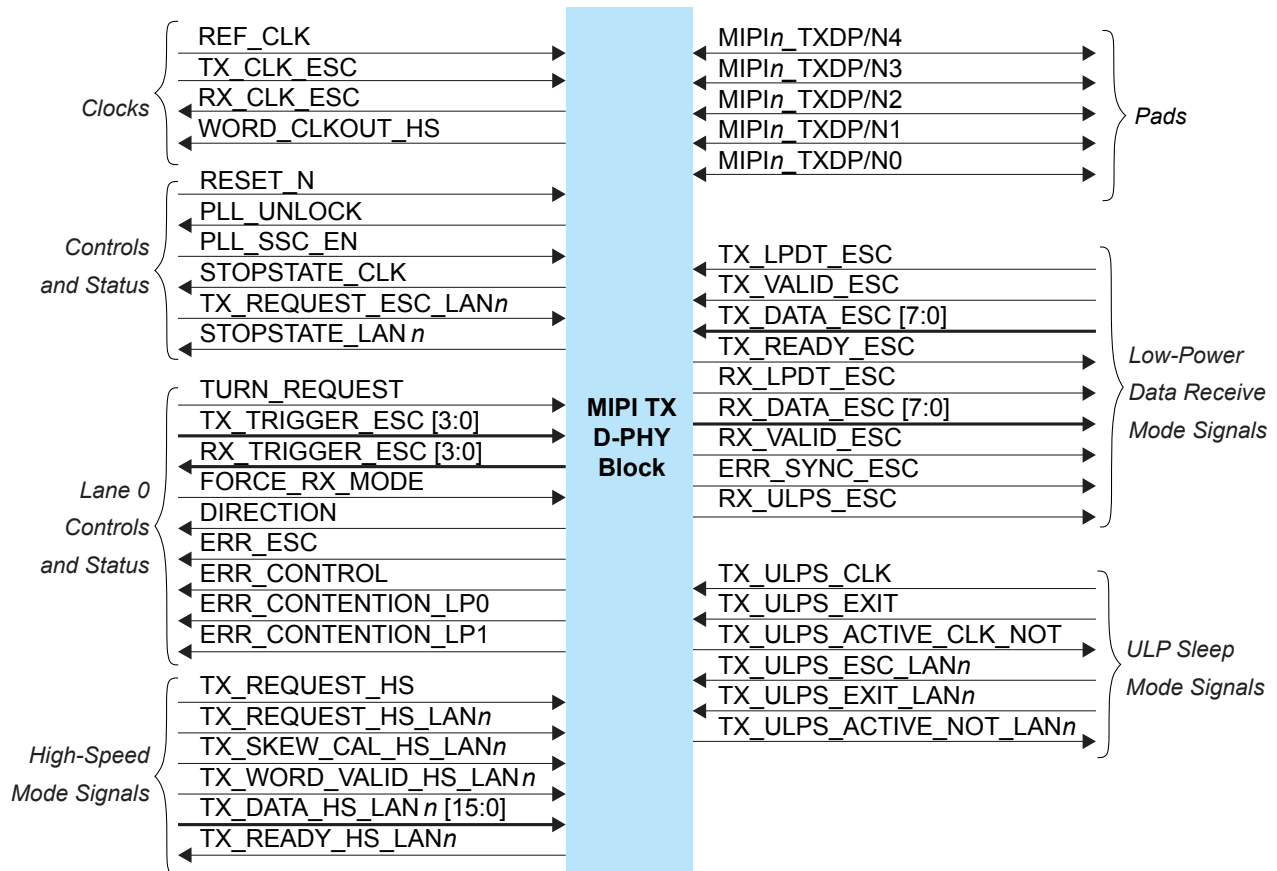 Clocks
REF_CLK
TX_CLK_ESC
RX_CLK_ESC
WORD_CLKOUT_HS
Controls
and Status
RESET_N
PLL_UNLOCK
PLL_SSC_EN
STOPSTATE_CLK
TX_REQUEST_ESC_LANn
STOPSTATE_LANn
Lane 0
Controls
and Status
TURN_REQUEST
TX_TRIGGER_ESC [3:0]
RX_TRIGGER_ESC [3:0]
FORCE_RX_MODE
DIRECTION
ERR_ESC
ERR_CONTROL
ERR_CONTENTION_LP0
ERR_CONTENTION_LP1
High-Speed
Mode Signals
TX_REQUEST_HS
TX_REQUEST_HS_LANn
TX_SKEW_CAL_HS_LANn
TX_WORD_VALID_HS_LANn
TX_DATA_HS_LANn [15:0]
TX_READY_HS_LANn
MIPI TX
D-PHY
Block
MIPIn_TXDP/N4
MIPIn_TXDP/N3
MIPIn_TXDP/N2
MIPIn_TXDP/N1
MIPIn_TXDP/N0
Pads
TX_LPDT_ESC
TX_VALID_ESC
TX_DATA_ESC [7:0]
TX_READY_ESC
RX_LPDT_ESC
RX_DATA_ESC [7:0]
RX_VALID_ESC
ERR_SYNC_ESC
RX_ULPS_ESC
Low-Power
Data Receive
Mode Signals
TX_ULPS_CLK
TX_ULPS_EXIT
TX_ULPS_ACTIVE_CLK_NOT
TX_ULPS_ESC_LANn
TX_ULPS_EXIT_LANn
TX_ULPS_ACTIVE_NOT_LANn
ULP Sleep
Mode Signals